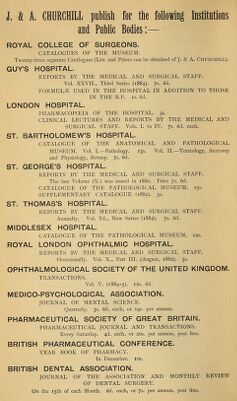 J. & A. CHURCHILL publish for the following Institutions
and Public Bodies:—
ROYAL COLLEGE OF SURGEONS.
CATALOGUES OF THE MUSEUM.
Twenty-three separate Catalogues (List and Prices can be obtained of J. & A. CHURCHILL).
GUY'S HOSPITAL.
REPORTS BY THE MEDICAL AND SURGICAL STAFF.
Vol. XXVII., Third Series (1884). 7s. 6d.
FORMULÆ USED IN THE HOSPITAL IN ADDITION TO THOSE
IN THE B.P. 1s. 6d.
LONDON HOSPITAL.
PHARMACOPŒIA OF THE HOSPITAL. 3s.
CLINICAL LECTURES AND REPORTS BY THE MEDICAL AND
SURGICAL STAFF. Vols. I. to IV. 7s. 6d. each.
ST. BARTHOLOMEW'S HOSPITAL.
CATALOGUE OF THE ANATOMICAL AND PATHOLOGICAL
MUSEUM. Vol. I.—Pathology. 15s. Vol. II.—Teratology, Anatomy
and Physiology, Botany. 7s. 6d.
ST. GEORGE'S HOSPITAL.
REPORTS BY THE MEDICAL AND SURGICAL STAFF.
The last Volume (X.) was issued in 1880. Price 7s. 6d.
CATALOGUE OF THE PATHOLOGICAL MUSEUM. 15s.
SUPPLEMENTARY CATALOGUE (1882). 5s.
ST. THOMAS'S HOSPITAL.
REPORTS BY THE MEDICAL AND SURGICAL STAFF.
Annually. Vol. XI., New Series (1882). 7s. 6d.
MIDDLESEX HOSPITAL.
CATALOGUE OF THE PATHOLOGICAL MUSEUM. 12s.
ROYAL LONDON OPHTHALMIC HOSPITAL.
REPORTS BY THE MEDICAL AND SURGICAL STAFF.
Occasionally. Vol. X., Part III. (August, 1882). 5s.
OPHTHALMOLOGICAL SOCIETY OF THE UNITED KINGDOM.
TRANSACTIONS.
Vol. V. (1884-5). 12s. 6d.
MEDICO-PSYCHOLOGICAL ASSOCIATION.
JOURNAL OF MENTAL SCIENCE.
Quarterly. 3s. 6d. each, or 14s. per annum.
PHARMACEUTICAL SOCIETY OF GREAT BRITAIN.
PHARMACEUTICAL JOURNAL AND TRANSACTIONS.
Every Saturday. 4d. each, or 20s. per annum, post free.
BRITISH PHARMACEUTICAL CONFERENCE.
YEAR BOOK OF PHARMACY.
In December. 10s.
BRITISH DENTAL ASSOCIATION.
JOURNAL OF THE ASSOCIATION AND MONTHLY REVIEW
OF DENTAL SURGERY.
On the 15th of each Month. 6d. each, or 7s. per annum, post free.